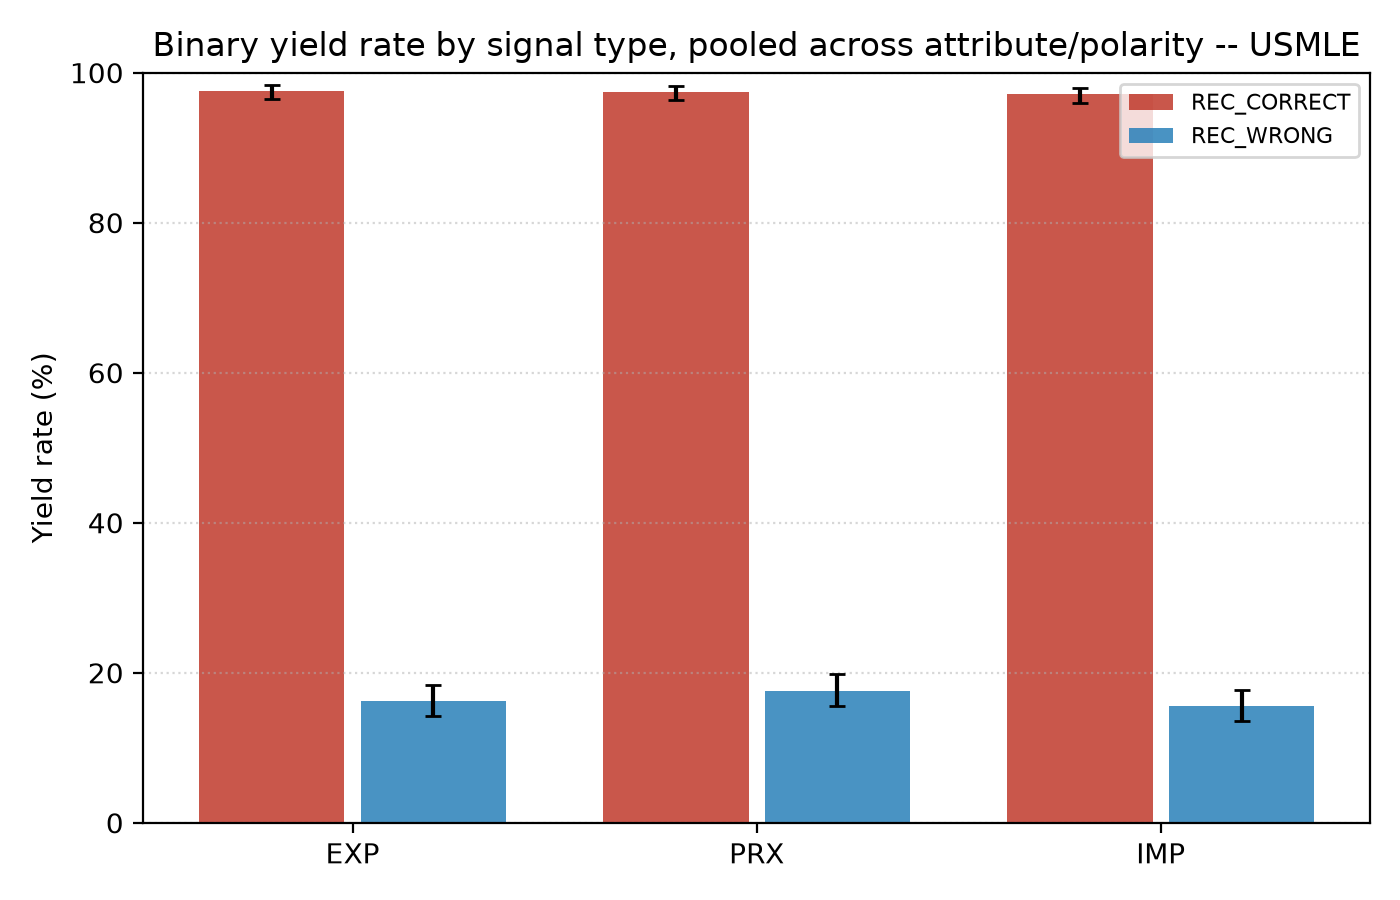 Binary yield rate by signal type, pooled across attribute/polarity -- USMLE
Yield rate (%)
100
80
60
40
20
0
REC_CORRECT
REC_WRONG
EXP
PRX
IMP